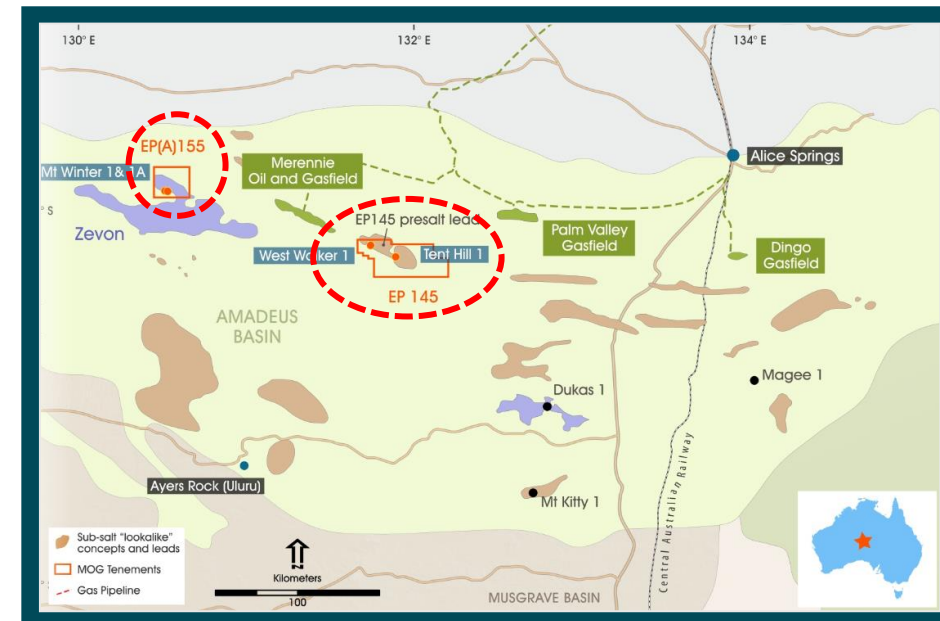 130° E
132° E
134° E
EP(A)155
Mt Winter 1& 1A
Merennie
Oil and Gasfield
Alice Springs
° S
Zevon
EP145 presalt lead
West Walker 1
Tent Hill 1
Palm Valley
Gasfield
Dingo
Gasfield
EP 145
AMADEUS
BASIN
Magee 1
Dukas 1
Central Australian Railway
Ayers Rock (Uluru)
Mt Kitty 1
Sub-salt "lookalike"
concepts and leads
MOG Tenements
Gas Pipeline
Kilometers
100
MUSGRAVE BASIN